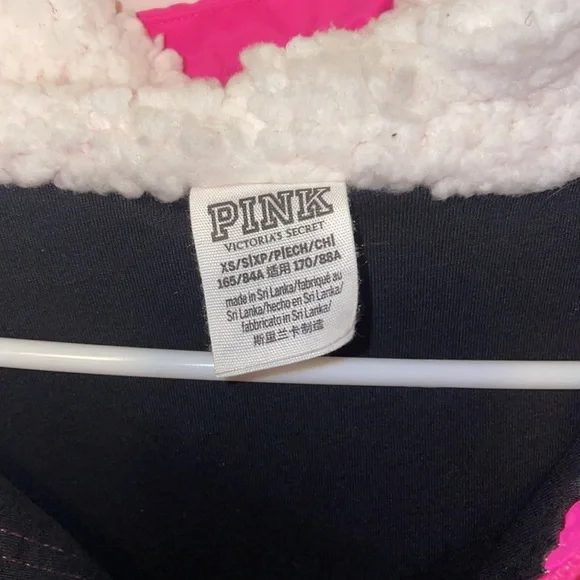 PINK
VICTORIA'S SECRET
XS/S|XP/P|ECH/CH|
165/84A 适用 170/88A
made in Sri Lanka/fabriqué au
Sri Lanka/hecho en Sri Lanka/
fabbricato in Sri Lanka/
斯里兰卡制造